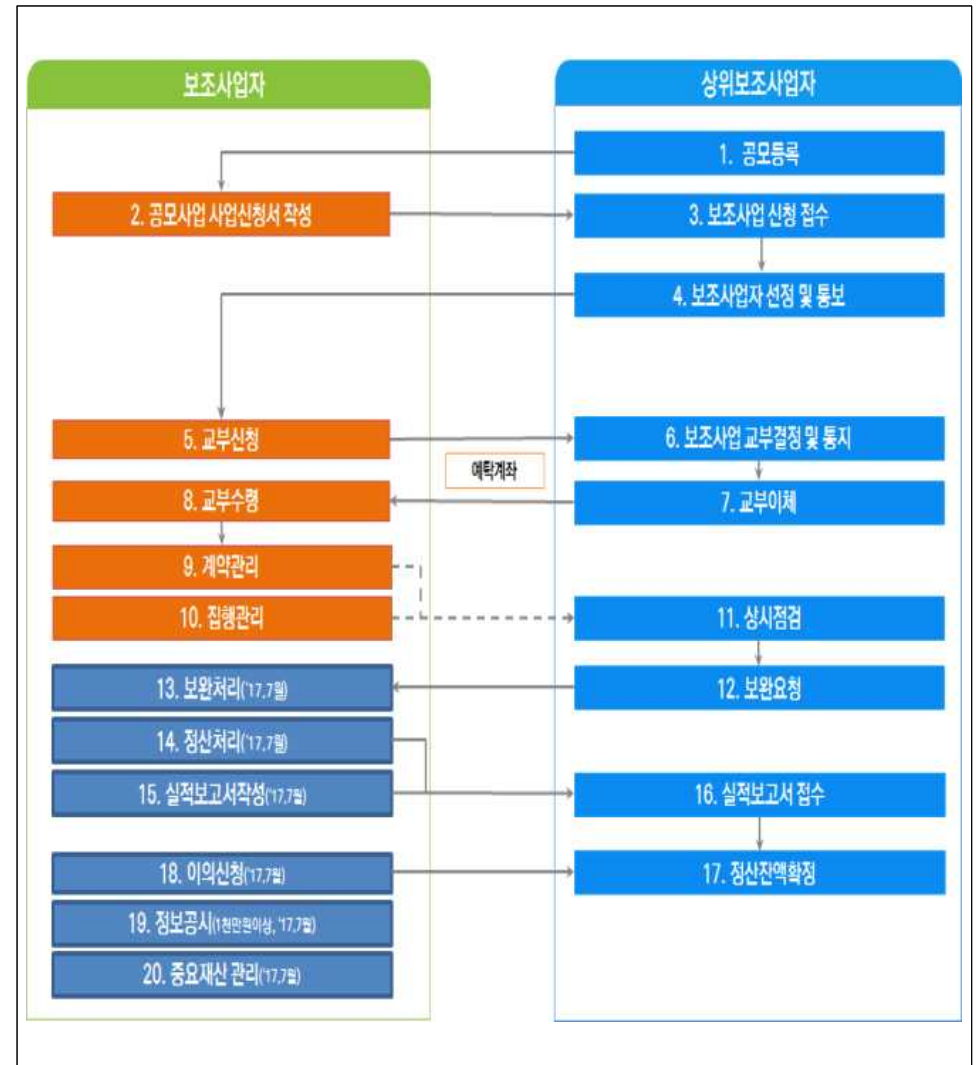 보조사업자
상위보조사업자
1. 공모등록
2. 공모사업 사업신청서 작성
3. 보조사업 신청 접수
4. 보조사업자 선정 및 통보
5. 교부신청
6. 보조사업 교부결정 및 통지
예탁계좌
8. 교부수령
7. 교부이체
9. 계약관리
10. 집행관리
11. 상시점검
13. 보완처리('17.7월)
12. 보완요청
14. 정산처리('17.7월)
15. 실적보고서작성('17.7월)
16. 실적보고서 접수
18. 이의신청('17.7월)
17. 정산잔액확정
19. 정보공시(1천만원이상, '17.7월)
20. 중요재산 관리('17.7월)